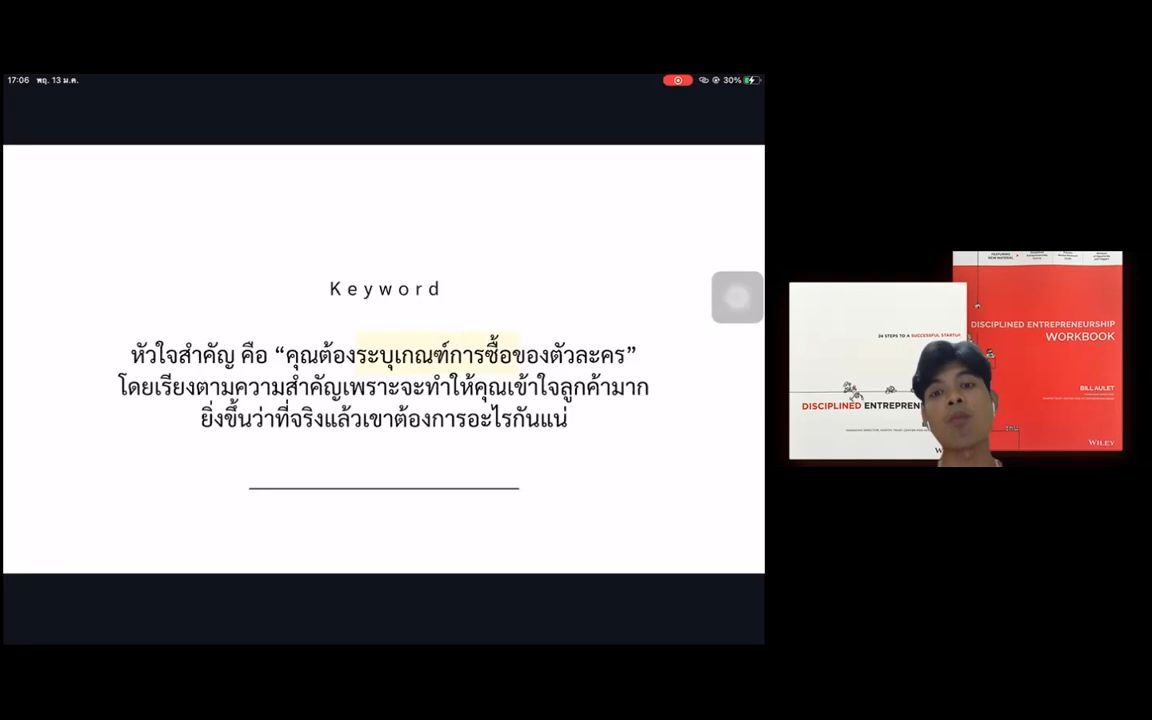 17:06 พฤ. 13 ม.ค.
30%
Keyword
หัวใจสำคัญ คือ “คุณต้องระบุเกณฑ์การซื้อของตัวละคร”
โดยเรียงตามความสำคัญเพราะจะทำให้คุณเข้าใจลูกค้ามาก
ยิ่งขึ้นว่าที่จริงแล้วเขาต้องการอะไรกันแน่
24 STEPS TO A SUCCESSFUL STARTUP
DISCIPLINED ENTREPREN
DISCIPLINED ENTREPRENEURSHIP
WORKBOOK
BILL AULET
WILEY